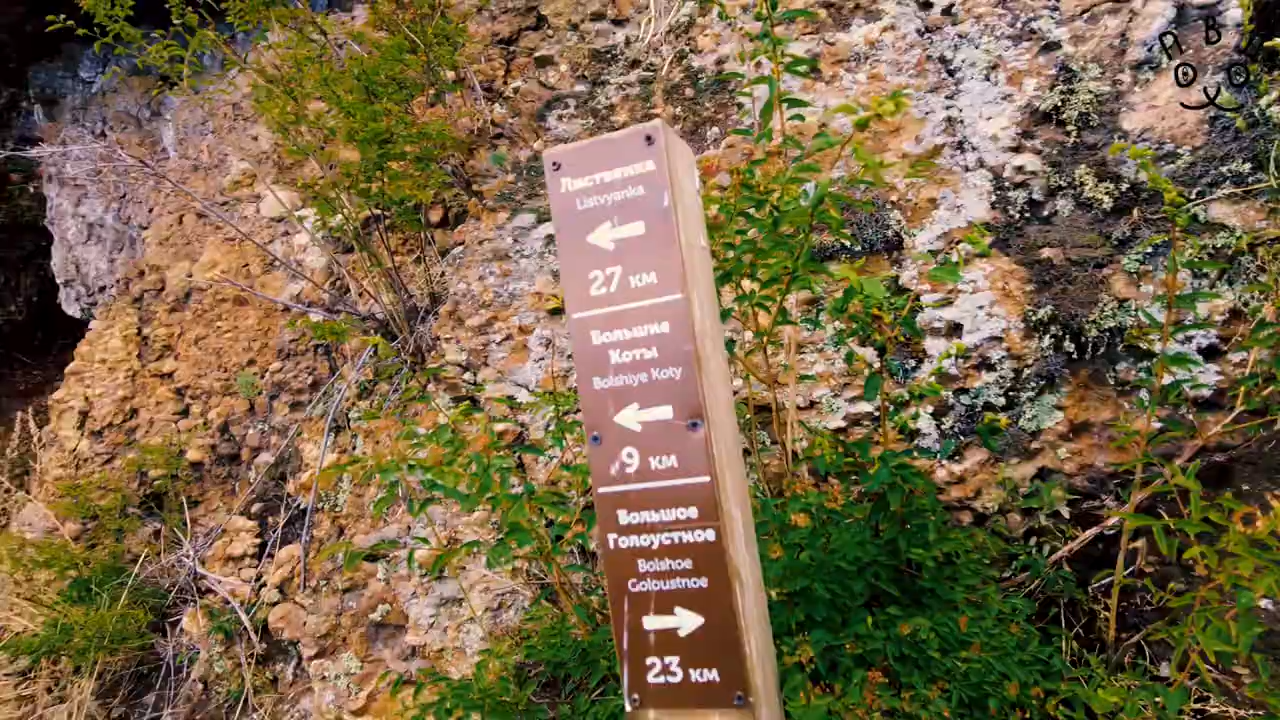 Листвянка
Listvyanka
27 км
Большие
Коты
Bolshiye Koty
9 км
Большое
Голоустное
Bolshoe
Goloustnoe
23 км